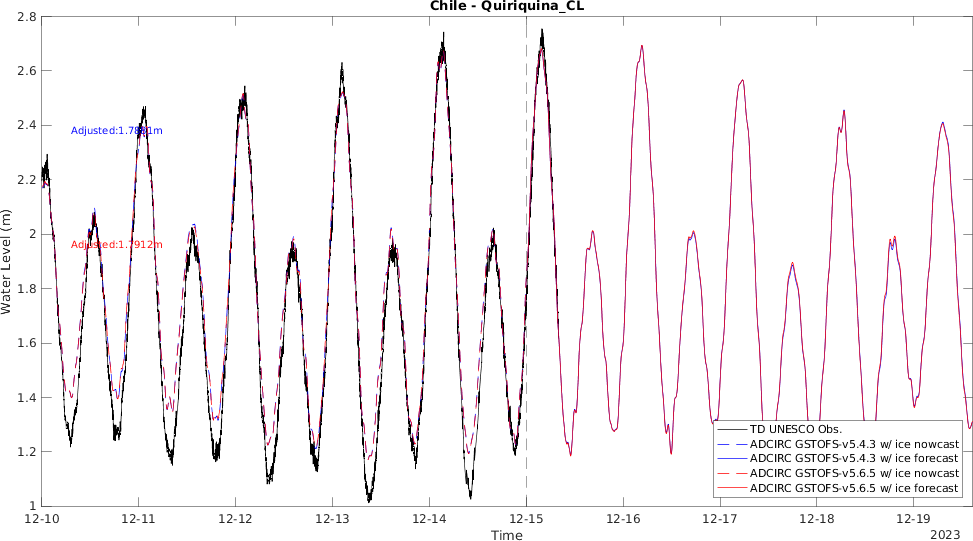 Chile - Quiriquina_CL
2.8
2.6
2.4
2.2
2
1.8
1.6
1.4
1.2
1
Water Level (m)
Adjusted:1.7881m
Adjusted:1.7912m
TD UNESCO Obs.
ADCIRC GSTOFS-v5.4.3 w/ ice nowcast
ADCIRC GSTOFS-v5.4.3 w/ ice forecast
ADCIRC GSTOFS-v5.6.5 w/ ice nowcast
ADCIRC GSTOFS-v5.6.5 w/ ice forecast
12-10 12-11 12-12 12-13 12-14 12-15 12-16 12-17 12-18 12-19
Time
2023